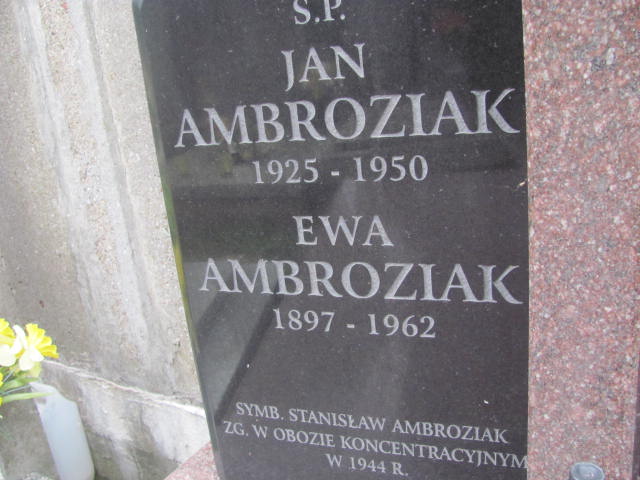 S.P.
JAN
AMBROZIAK
1925 - 1950
EWA
AMBROZIAK
1897 - 1962
SYMB. STANISŁAW AMBROZIAK
ZG. W OBOZIE KONCENTRACYJNYM
W 1944 R.